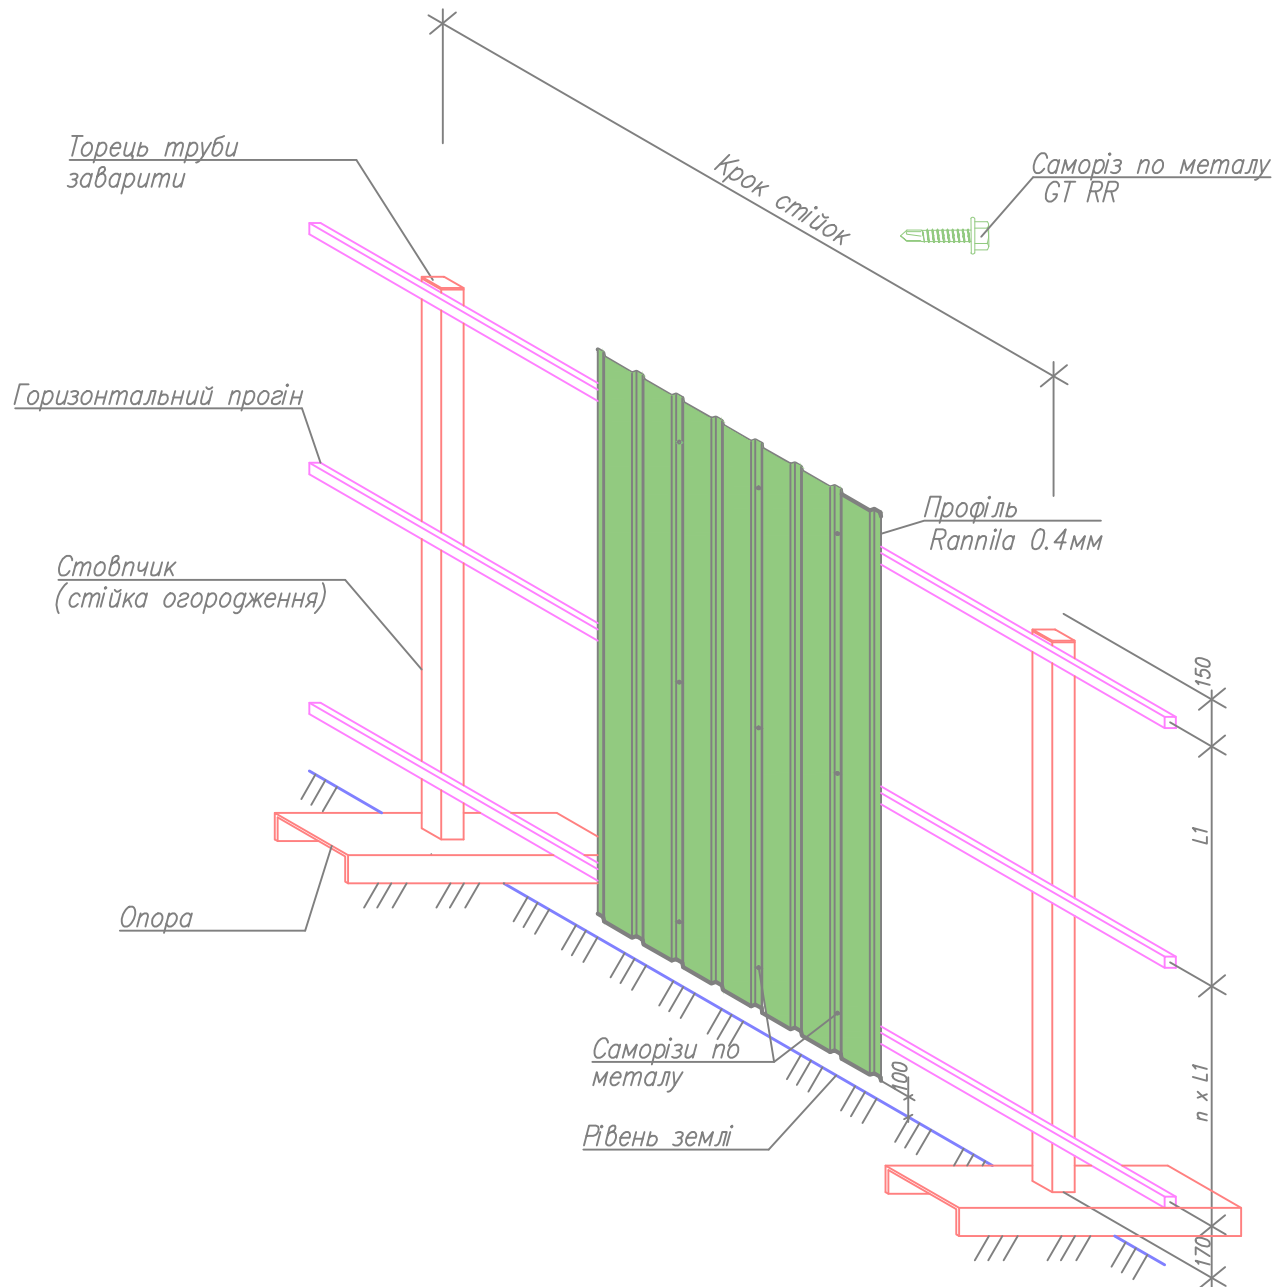 Торець труби
заварити
Крок стійок
Саморіз по металу
GT RR
Горизонтальний прогін
Профіль
Rannila 0.4мм
Стовпчик
(стійка огородження)
150
L1
Опора
Саморізи по
металу
100
n x L1
Рівень землі
170